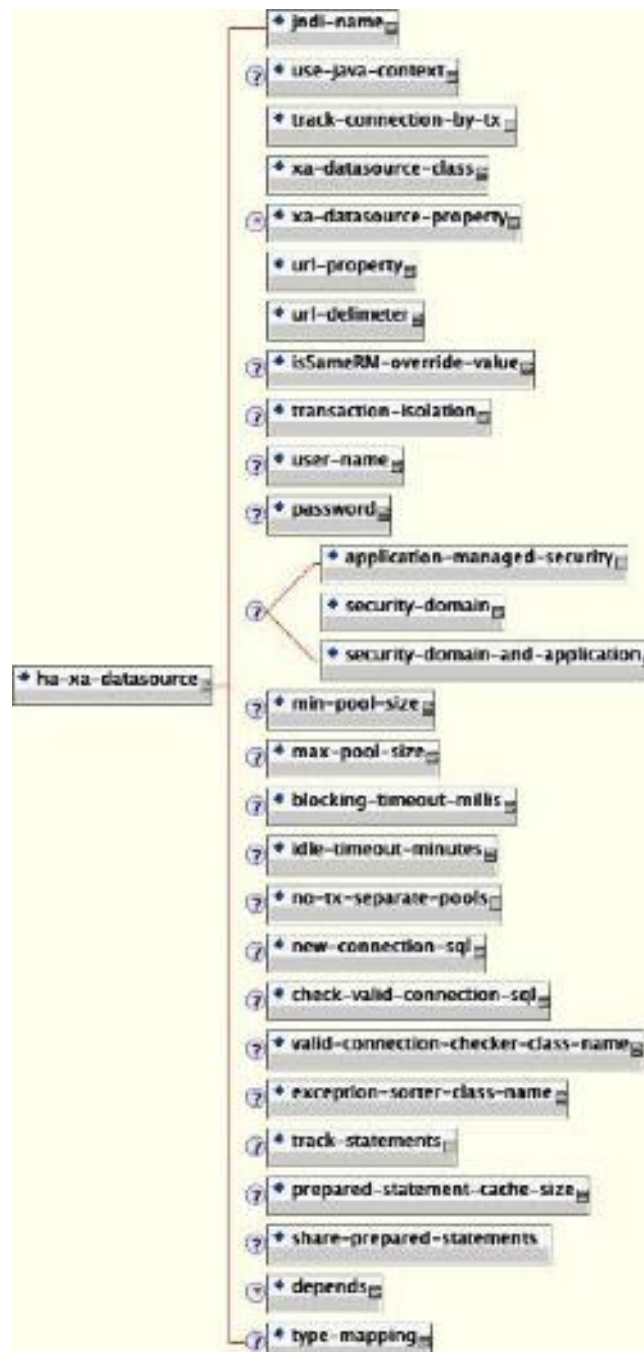 jndi-name
use-java-context
track-connection-by-tx
xa-datasource-class
xa-datasource-property
url-property
url-delimeter
isSameRM-override-value
transaction-isolation
user-name
password
application-managed-security
security-domain
security-domain-and-application
ha-xa-datasource
min-pool-size
max-pool-size
blocking-timeout-millis
idle-timeout-minutes
no-tx-separate-pools
new-connection-sql
check-valid-connection-sql
valid-connection-checker-class-name
exception-sorter-class-name
track-statements
prepared-statement-cache-size
share-prepared-statements
depends
type-mapping